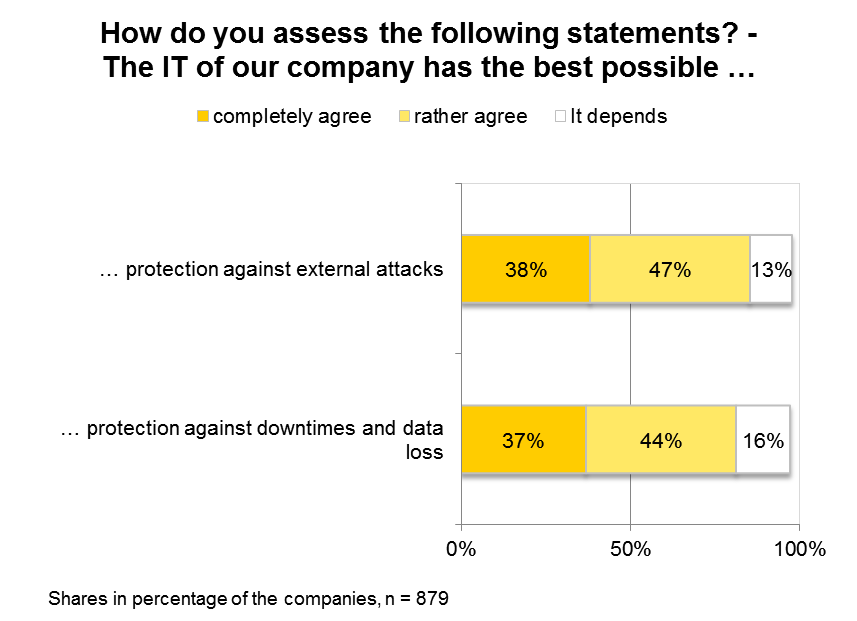 How do you assess the following statements? -
The IT of our company has the best possible …
completely agree rather agree It depends
… protection against external attacks
38% 47% 13%
… protection against downtimes and data
loss
37% 44% 16%
0% 50% 100%
Shares in percentage of the companies, n = 879